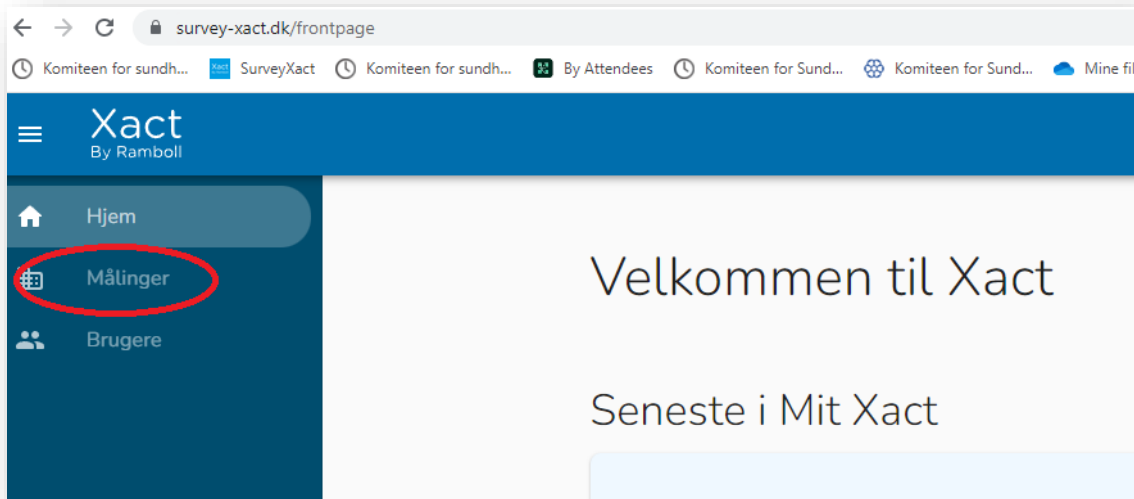 survey-xact.dk/frontpage
Komiteen for sundh... SurveyXact Komiteen for sundh... By Attendees Komiteen for Sund... Komiteen for Sund... Mine fil
Xact
By Ramboll
Hjem
Målinger
Brugere
Velkommen til Xact
Seneste i Mit Xact